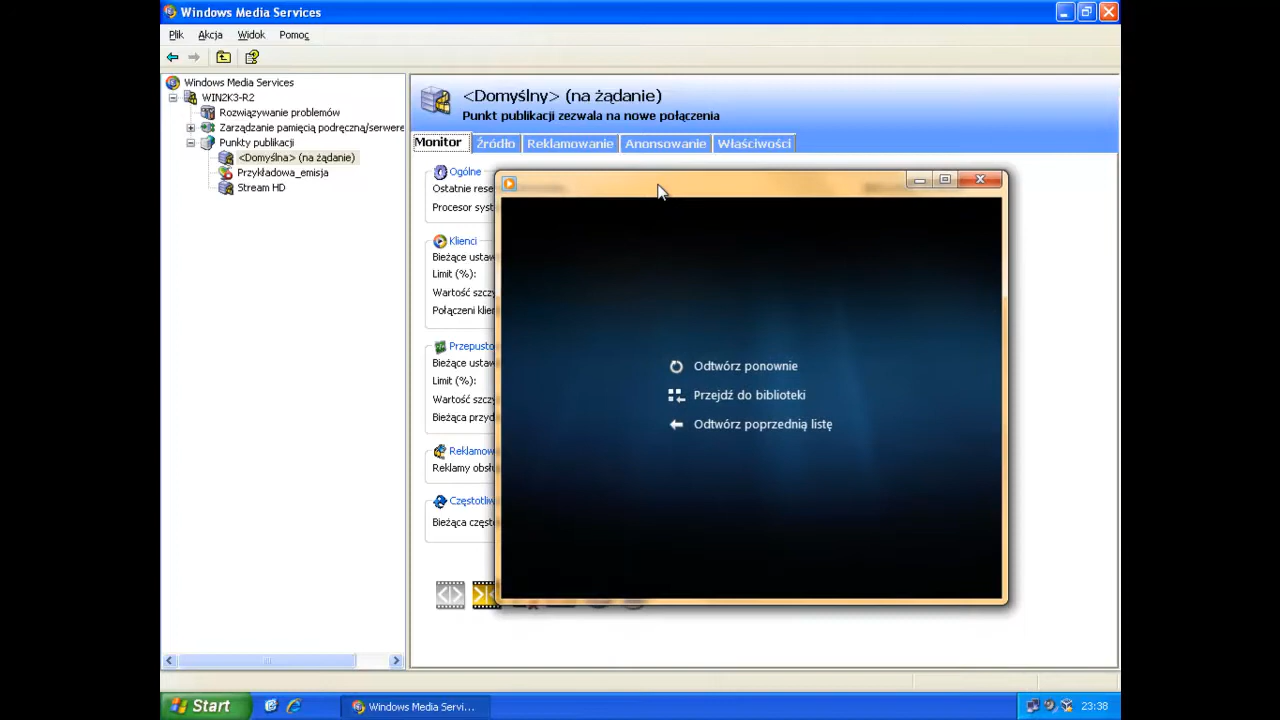 Windows Media Services
Plik Akcja Widok Pomoc
Windows Media Services
WIN2K3-R2
Rozwiązywanie problemów
Zarządzanie pamięcią podręczną/serwere
Punkty publikacji
<Domyślna> (na żądanie)
Przykładowa_emisja
Stream HD
<Domyślny> (na żądanie)
Punkt publikacji zezwala na nowe połączenia
Monitor Źródło Reklamowanie Anonsowanie Właściwości
Ogólne
Ostatnie rese
Procesor syst
Klienci
Bieżące ustaw
Limit (%):
Wartość szczy
Połączeni klien
Przepusto
Bieżące ustaw
Limit (%):
Wartość szczy
Bieżąca przyd
Reklamow
Reklamy obsłu
Częstotliw
Bieżąca często
Odtwórz ponownie
Przejdź do biblioteki
Odtwórz poprzednią listę
Start
Windows Media Servi...
23:38